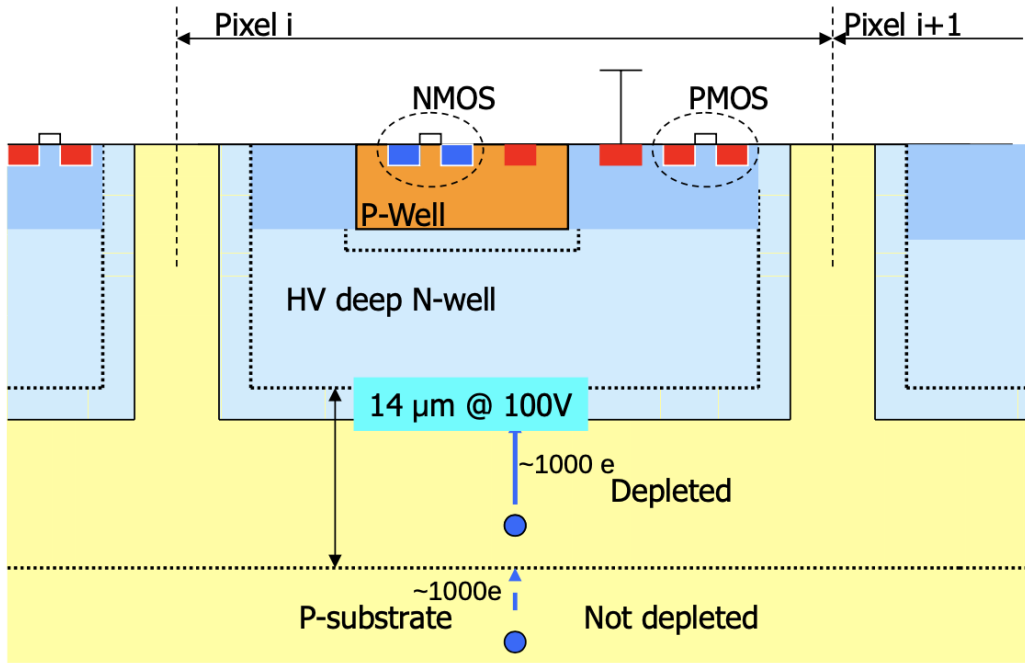 Pixel i
Pixel i+1
NMOS
PMOS
P-Well
HV deep N-well
14 µm @ 100V
~1000 e
Depleted
~1000e
P-substrate
Not depleted